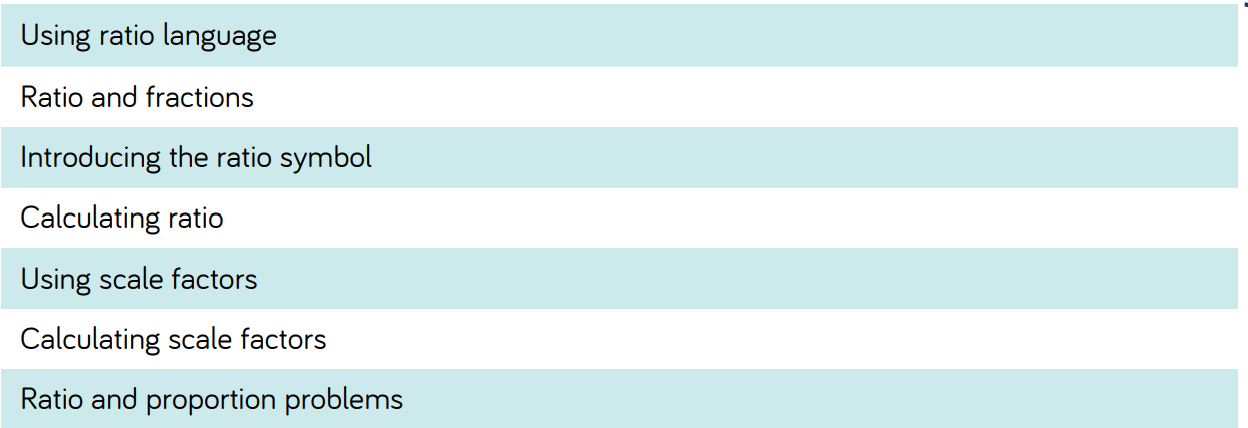 Using ratio language
Ratio and fractions
Introducing the ratio symbol
Calculating ratio
Using scale factors
Calculating scale factors
Ratio and proportion problems